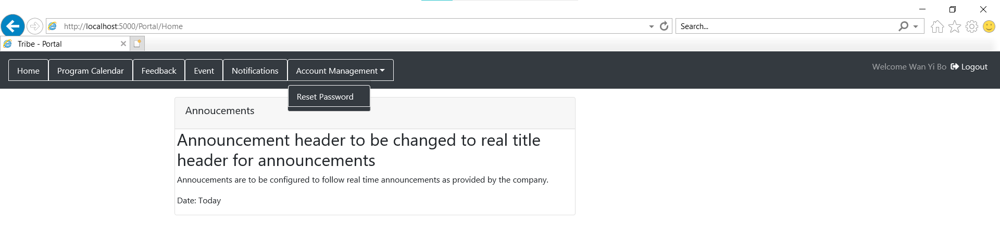 http://localhost:5000/Portal/Home
Search...
Tribe - Portal
Home Program Calendar Feedback Event Notifications Account Management Welcome Wan Yi Bo Logout
Reset Password
Annoucements
Announcement header to be changed to real title
header for announcements
Annoucements are to be configured to follow real time announcements as provided by the company.
Date: Today